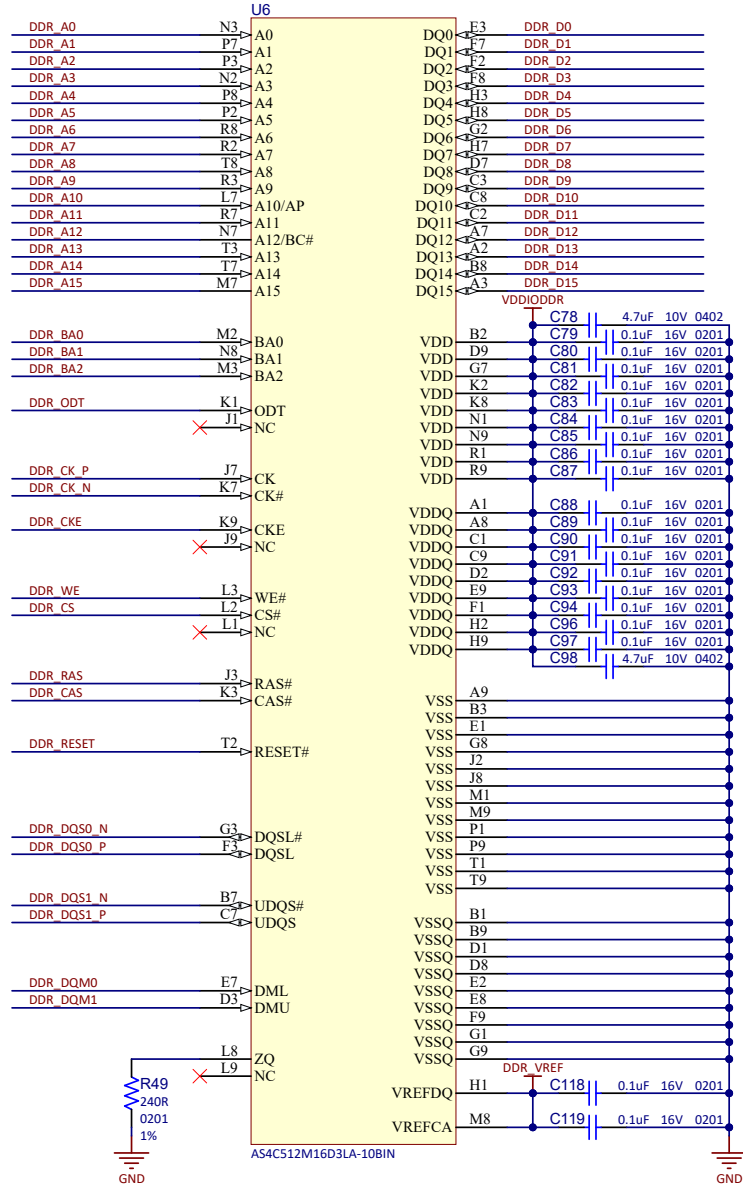 U6
DDR_A0 N3 A0 DQ0 E3 DDR_D0
DDR_A1 P7 A1 DQ1 F7 DDR_D1
DDR_A2 P3 A2 DQ2 F2 DDR_D2
DDR_A3 N2 A3 DQ3 F8 DDR_D3
DDR_A4 P8 A4 DQ4 H3 DDR_D4
DDR_A5 P2 A5 DQ5 H8 DDR_D5
DDR_A6 R8 A6 DQ6 G2 DDR_D6
DDR_A7 R2 A7 DQ7 H7 DDR_D7
DDR_A8 T8 A8 DQ8 D7 DDR_D8
DDR_A9 R3 A9 DQ9 C3 DDR_D9
DDR_A10 L7 A10/AP DQ10 C8 DDR_D10
DDR_A11 R7 A11 DQ11 C2 DDR_D11
DDR_A12 N7 A12/BC# DQ12 A7 DDR_D12
DDR_A13 T3 A13 DQ13 A2 DDR_D13
DDR_A14 T7 A14 DQ14 B8 DDR_D14
DDR_A15 M7 A15 DQ15 A3 DDR_D15
VDDIODDR
C78 4.7uF 10V 0402
DDR_BA0 M2 BA0 VDD B2 C79 0.1uF 16V 0201
DDR_BA1 N8 BA1 VDD D9 C80 0.1uF 16V 0201
DDR_BA2 M3 BA2 VDD G7 C81 0.1uF 16V 0201
VDD K2 C82 0.1uF 16V 0201
DDR_ODT K1 ODT VDD K8 C83 0.1uF 16V 0201
J1 NC VDD N1 C84 0.1uF 16V 0201
VDD N9 C85 0.1uF 16V 0201
VDD R1 C86 0.1uF 16V 0201
DDR_CK_P J7 CK VDD R9 C87 0.1uF 16V 0201
DDR_CK_N K7 CK#
VDDQ A1 C88 0.1uF 16V 0201
DDR_CKE K9 CKE VDDQ A8 C89 0.1uF 16V 0201
J9 NC VDDQ C1 C90 0.1uF 16V 0201
VDDQ C9 C91 0.1uF 16V 0201
VDDQ D2 C92 0.1uF 16V 0201
DDR_WE L3 WE# VDDQ E9 C93 0.1uF 16V 0201
DDR_CS L2 CS# VDDQ F1 C94 0.1uF 16V 0201
L1 NC VDDQ H2 C96 0.1uF 16V 0201
VDDQ H9 C97 0.1uF 16V 0201
C98 4.7uF 10V 0402
DDR_RAS J3 RAS#
DDR_CAS K3 CAS# VSS A9
VSS B3
VSS E1
DDR_RESET T2 RESET# VSS G8
VSS J2
VSS J8
VSS M1
VSS M9
DDR_DQS0_N G3 DQSL# VSS P1
DDR_DQS0_P F3 DQSL VSS P9
VSS T1
VSS T9
DDR_DQS1_N B7 UDQS#
DDR_DQS1_P C7 UDQS VSSQ B1
VSSQ B9
VSSQ D1
VSSQ D8
DDR_DQM0 E7 DML VSSQ E2
DDR_DQM1 D3 DMU VSSQ E8
VSSQ F9
VSSQ G1
L8 ZQ VSSQ G9
L9 NC DDR_VREF
R49 VREFDQ H1 C118 0.1uF 16V 0201
240R
0201
1% VREFCA M8 C119 0.1uF 16V 0201
AS4C512M16D3LA-10BIN
GND GND